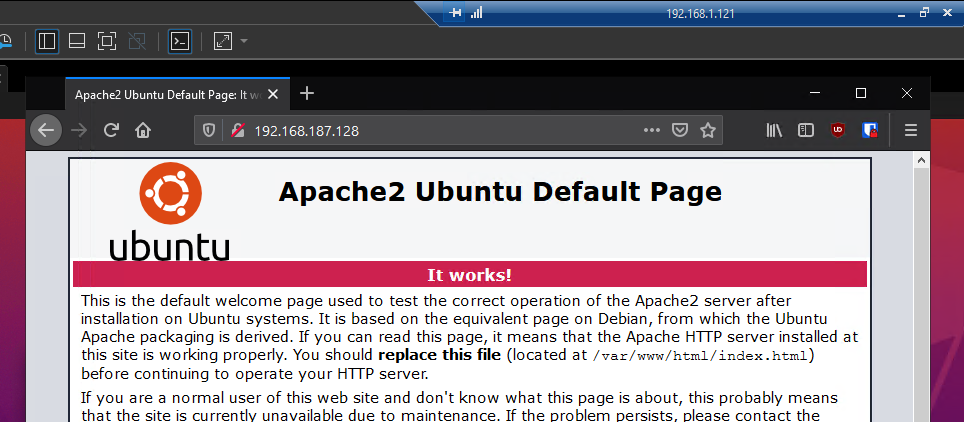 192.168.1.121
Apache2 Ubuntu Default Page: It w
192.168.187.128
UD
ubuntu
Apache2 Ubuntu Default Page
It works!
This is the default welcome page used to test the correct operation of the Apache2 server after
installation on Ubuntu systems. It is based on the equivalent page on Debian, from which the Ubuntu
Apache packaging is derived. If you can read this page, it means that the Apache HTTP server installed at
this site is working properly. You should replace this file (located at /var/www/html/index.html)
before continuing to operate your HTTP server.
If you are a normal user of this web site and don't know what this page is about, this probably means
that the site is currently unavailable due to maintenance. If the problem persists, please contact the